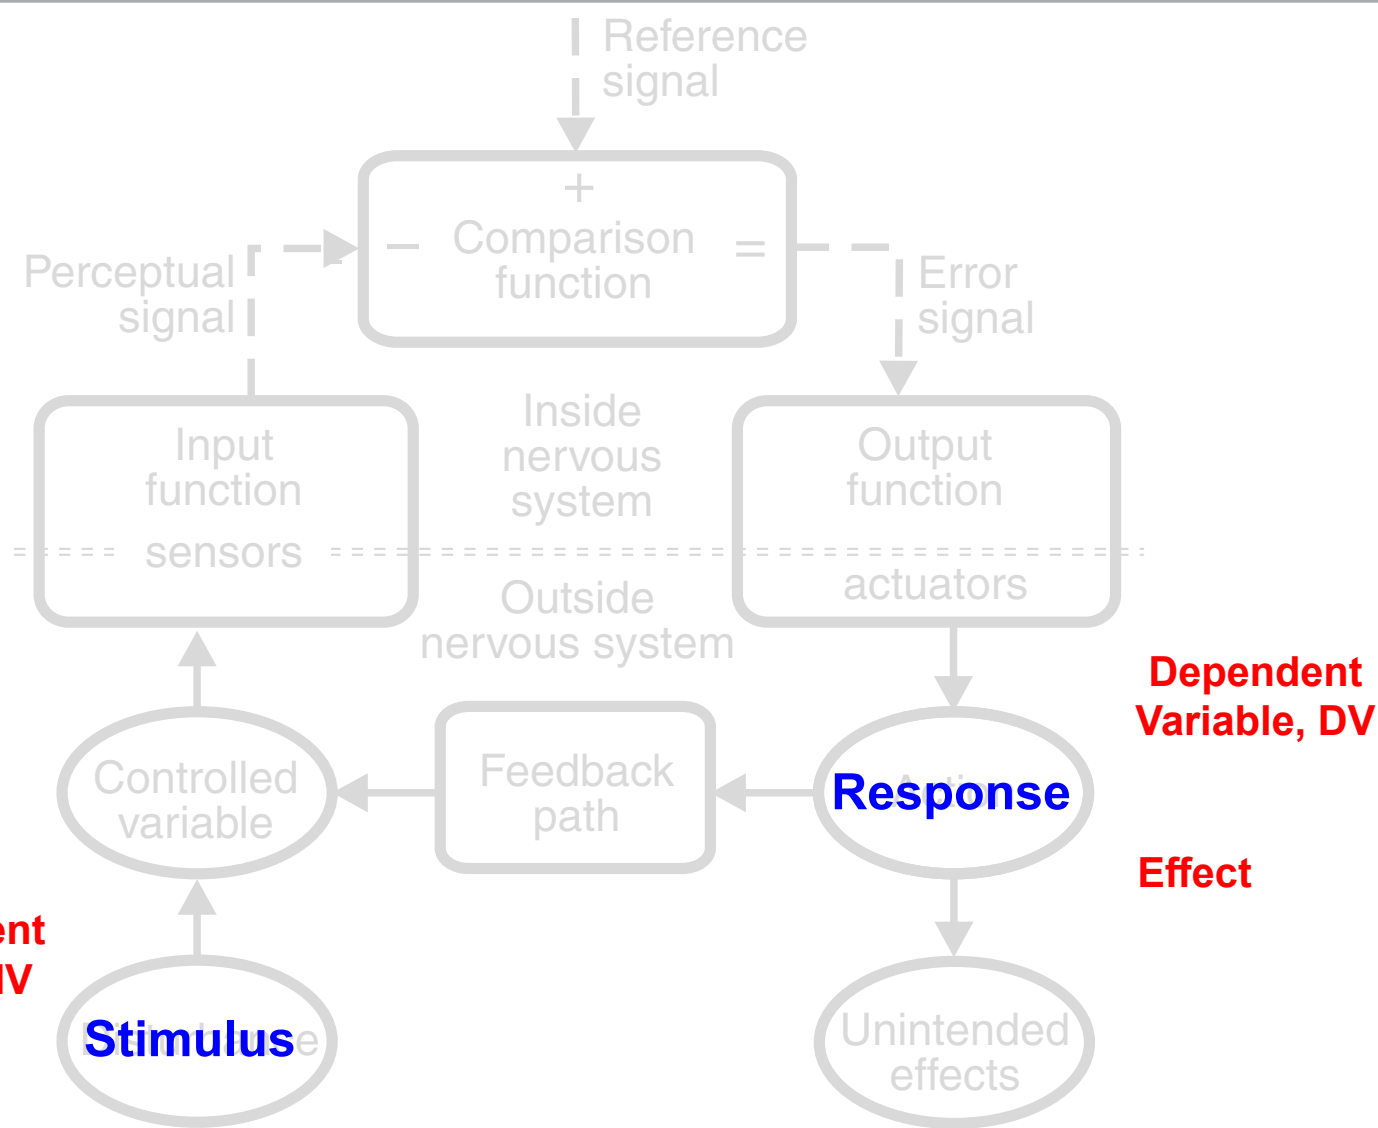 Reference
signal
+
− Comparison =
function
Perceptual
signal
Error
signal
Input
function
sensors
Inside
nervous
system
Output
function
actuators
Outside
nervous system
Dependent
Variable, DV
Controlled
variable
Feedback
path
Response
Effect
ent
IV
Stimulus
Unintended
effects